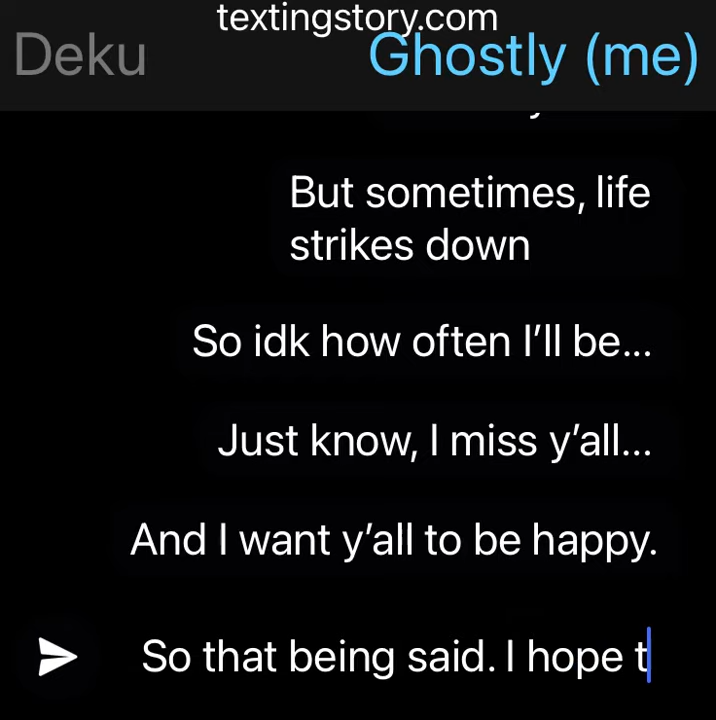 textingstory.com
Deku
Ghostly (me)
But sometimes, life
strikes down
So idk how often I’ll be...
Just know, I miss y’all...
And I want y’all to be happy.
So that being said. I hope t